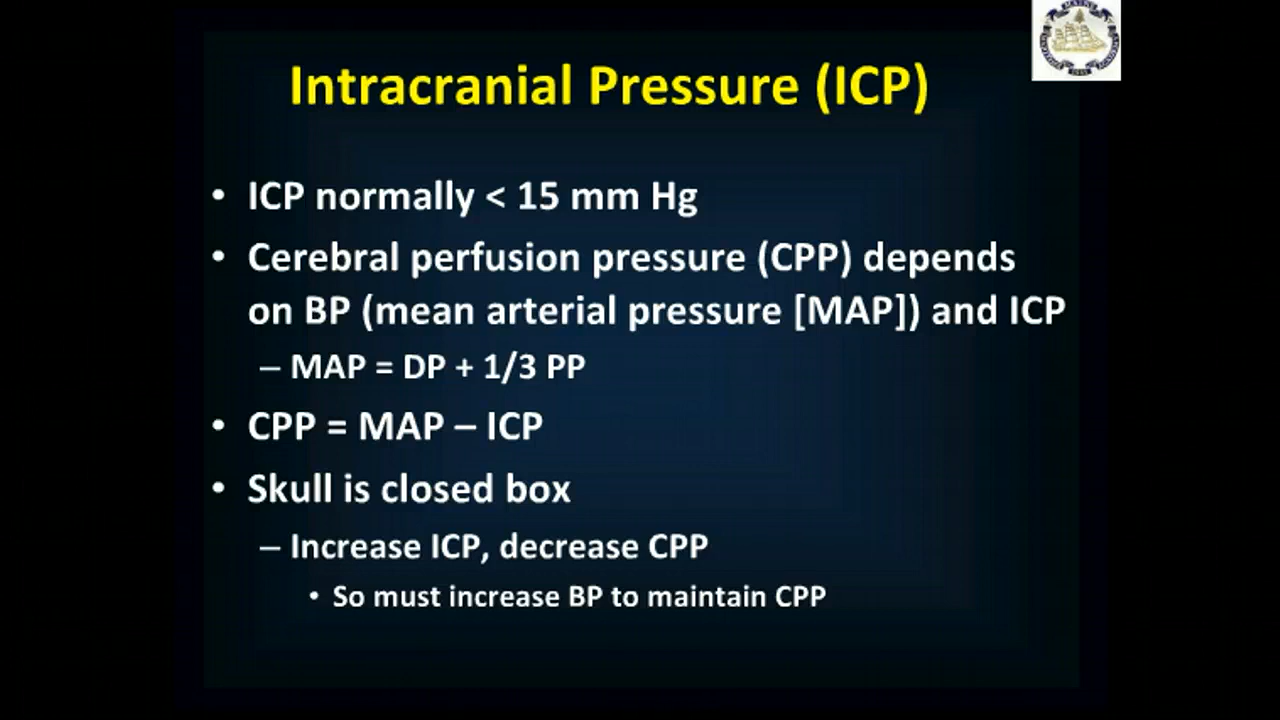 Intracranial Pressure (ICP)
• ICP normally < 15 mm Hg
• Cerebral perfusion pressure (CPP) depends
on BP (mean arterial pressure [MAP]) and ICP
– MAP = DP + 1/3 PP
• CPP = MAP – ICP
• Skull is closed box
– Increase ICP, decrease CPP
• So must increase BP to maintain CPP